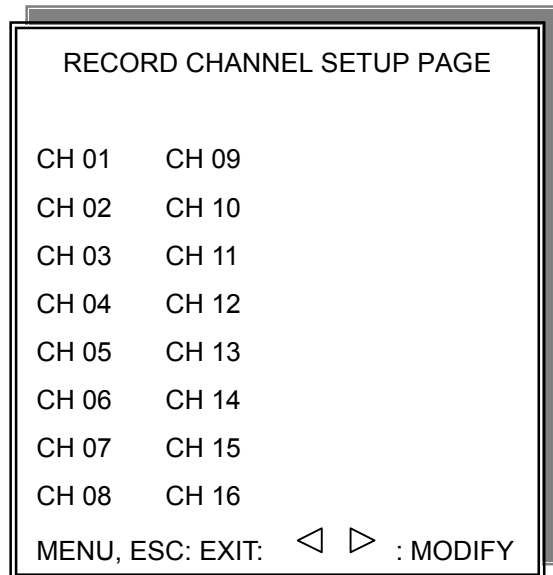 RECORD CHANNEL SETUP PAGE
CH 01 CH 09
CH 02 CH 10
CH 03 CH 11
CH 04 CH 12
CH 05 CH 13
CH 06 CH 14
CH 07 CH 15
CH 08 CH 16
MENU, ESC: EXIT: ◁ ▷ : MODIFY